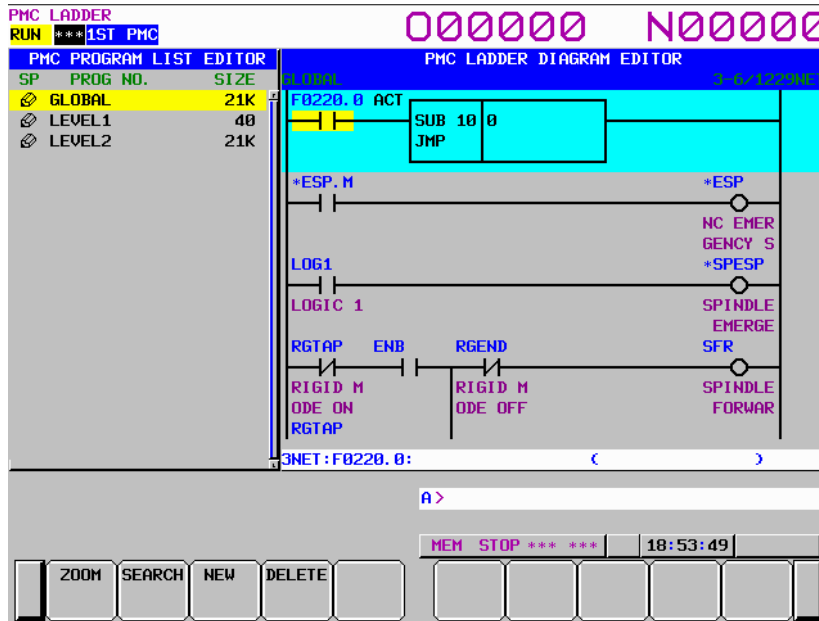 PMC LADDER
O00000 N00000
RUN ***1ST PMC
PMC PROGRAM LIST EDITOR
PMC LADDER DIAGRAM EDITOR
SP PROG NO. SIZE
GLOBAL 3-6/1229NE
GLOBAL 21K
LEVEL1 40
LEVEL2 21K
F0220.0 ACT
SUB 10 0
JMP
*ESP.M *ESP
NC EMER
GENCY S
LOG1 *SPESP
LOGIC 1 SPINDLE
EMERGE
RGTAP ENB RGEND SFR
RIGID M RIGID M SPINDLE
ODE ON ODE OFF FORWAR
RGTAP
3NET:F0220.0: ( )
A>
MEM STOP *** *** 18:53:49
ZOOM SEARCH NEW DELETE